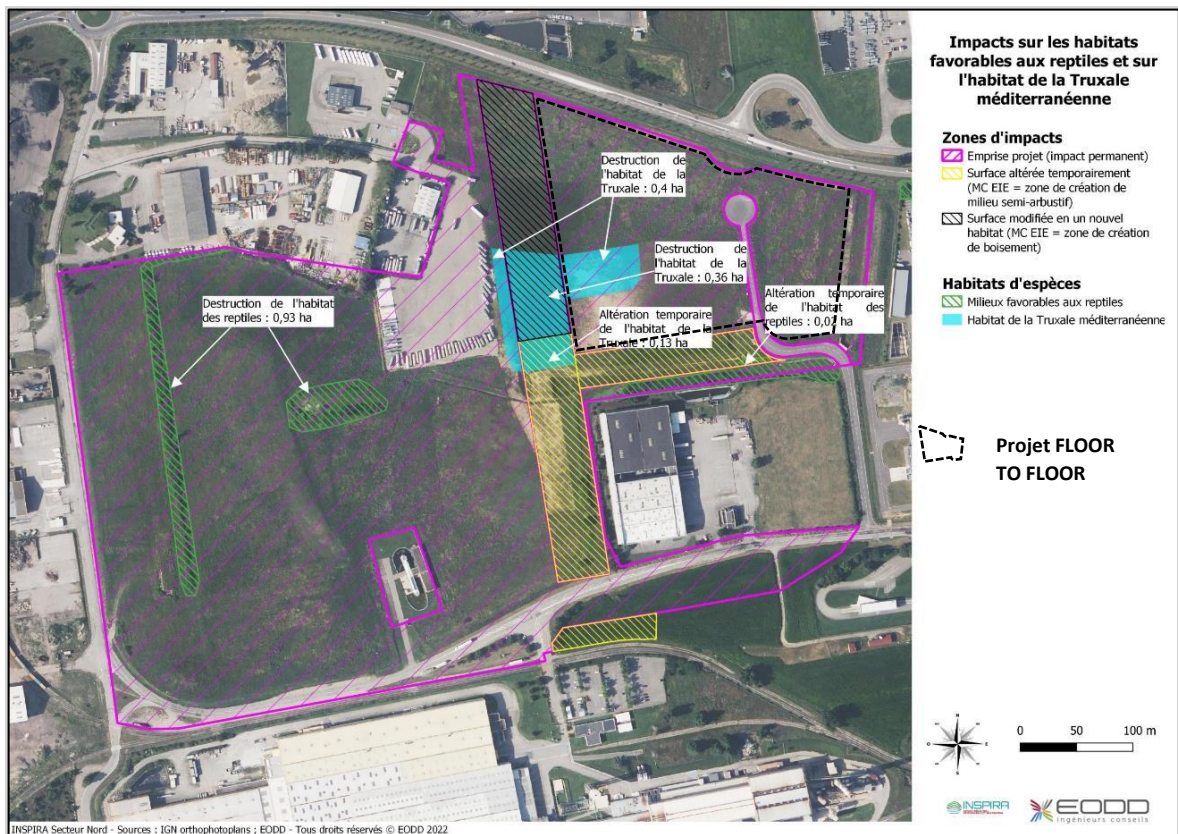 Impacts sur les habitats
favorables aux reptiles et sur
l'habitat de la Truxale
méditerranéenne
Zones d'impacts
Emprise projet (impact permanent)
Surface altérée temporairement
(MC EIE = zone de création de
milieu semi-arbustif)
Surface modifiée en un nouvel
habitat (MC EIE = zone de création
de boisement)
Habitats d'espèces
Milieux favorables aux reptiles
Habitat de la Truxale méditerranéenne
Projet FLOOR
TO FLOOR
Destruction de
l'habitat de la
Truxale : 0,4 ha
Destruction de
l'habitat de la
Truxale : 0,36 ha
Destruction de l'habitat
des reptiles : 0,93 ha
Altération temporaire
de l'habitat de la
Truxale : 0,13 ha
Altération temporaire
de l'habitat des
reptiles : 0,02 ha
0 50 100 m
INSPIRA
EODD
ingénieurs conseils
INSPIRA Secteur Nord - Sources : IGN orthophotoplans ; EODD - Tous droits réservés © EODD 2022